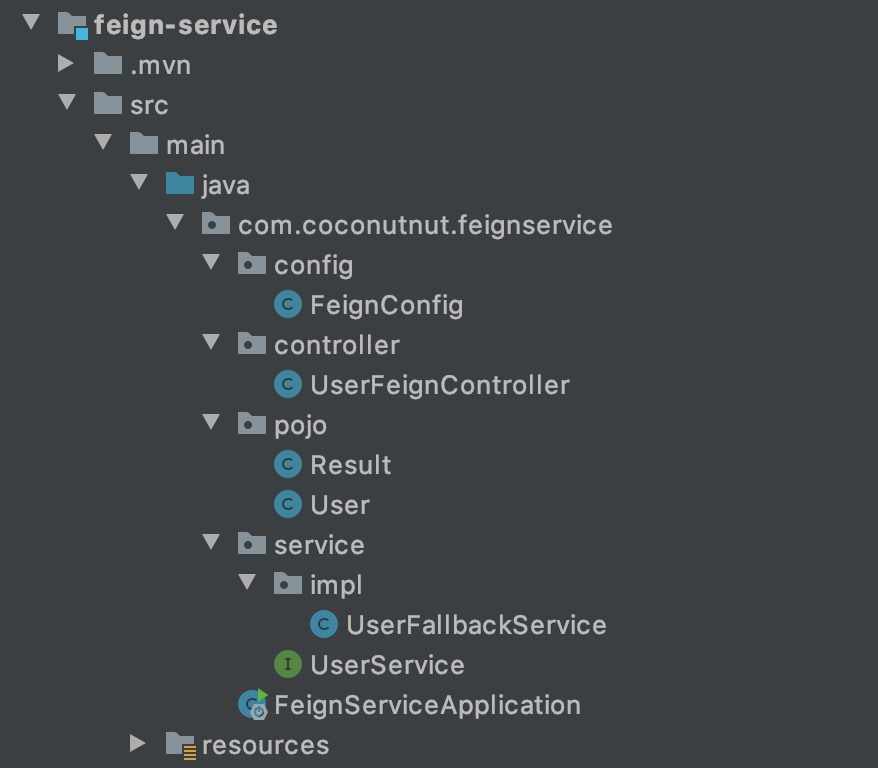 feign-service
.mvn
src
main
java
com.coconutnut.feignservice
config
C FeignConfig
controller
C UserFeignController
pojo
C Result
C User
service
impl
C UserFallbackService
I UserService
C FeignServiceApplication
resources